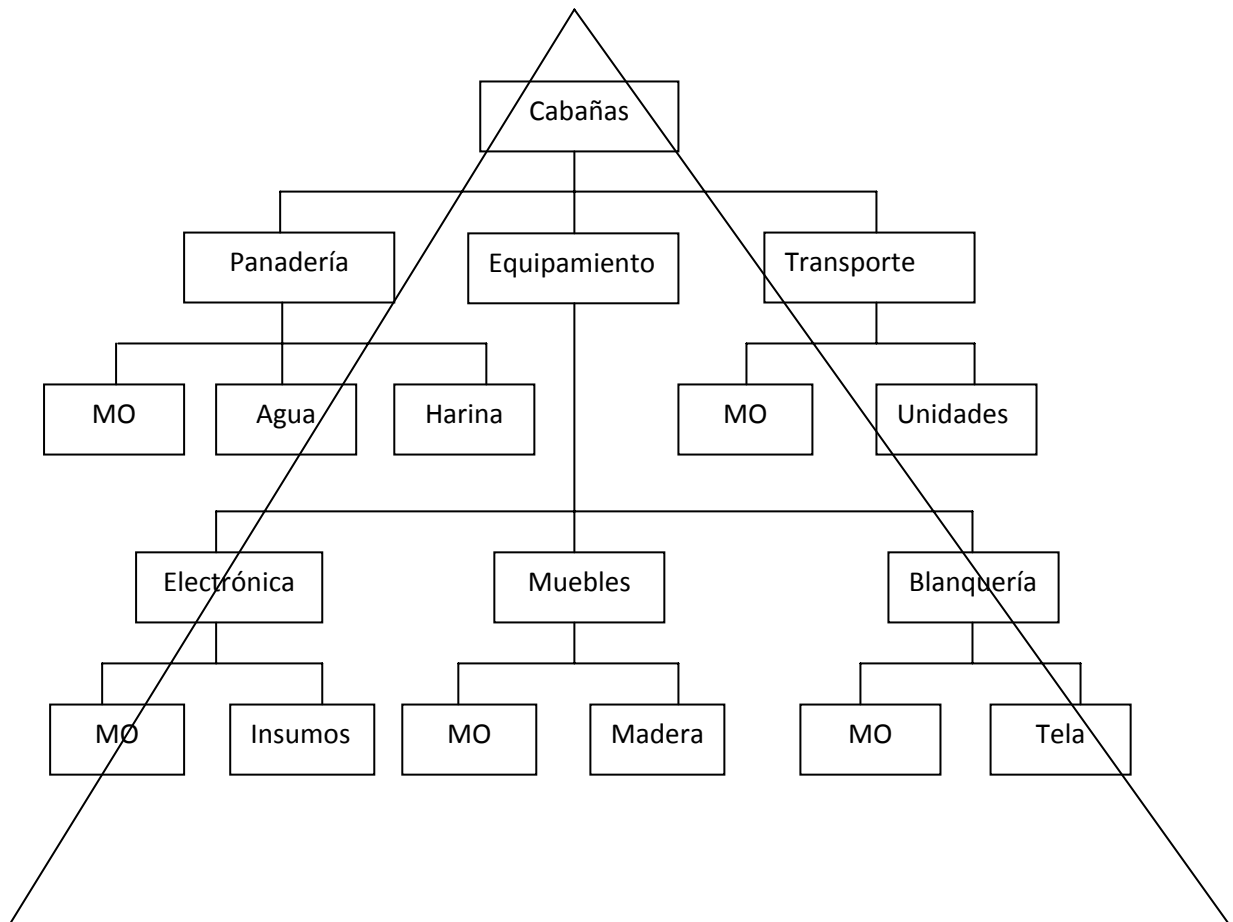 Cabañas
Panadería
Equipamiento
Transporte
MO
Agua
Harina
MO
Unidades
Electrónica
Muebles
Blanquería
MO
Insumos
MO
Madera
MO
Tela